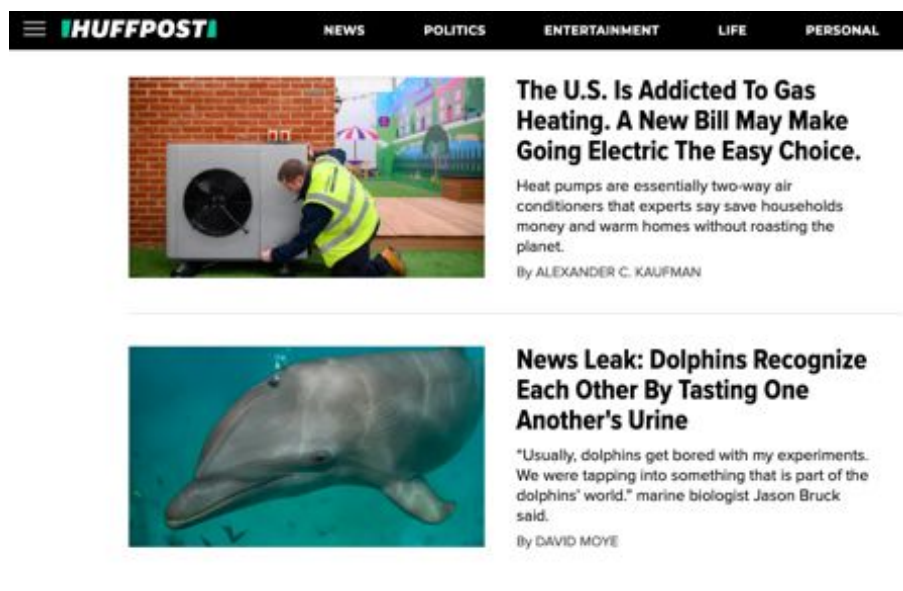 HUFFPOST
NEWS
POLITICS
ENTERTAINMENT
LIFE
PERSONAL
The U.S. Is Addicted To Gas
Heating. A New Bill May Make
Going Electric The Easy Choice.
Heat pumps are essentially two-way air
conditioners that experts say save households
money and warm homes without roasting the
planet.
By ALEXANDER C. KAUFMAN
News Leak: Dolphins Recognize
Each Other By Tasting One
Another's Urine
"Usually, dolphins get bored with my experiments.
We were tapping into something that is part of the
dolphins' world." marine biologist Jason Bruck
said.
By DAVID MOYE